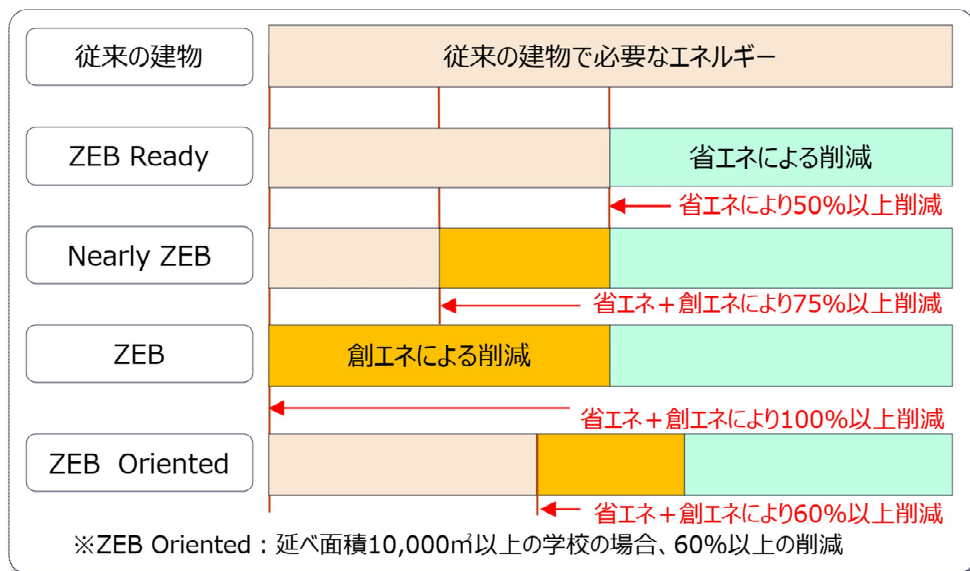 従来の建物
従来の建物で必要なエネルギー
ZEB Ready
省エネによる削減
省エネにより50%以上削減
Nearly ZEB
省エネ+創エネにより75%以上削減
ZEB
創エネによる削減
省エネ+創エネにより100%以上削減
ZEB Oriented
省エネ+創エネにより60%以上削減
※ZEB Oriented：延べ面積10,000㎡以上の学校の場合、60%以上の削減